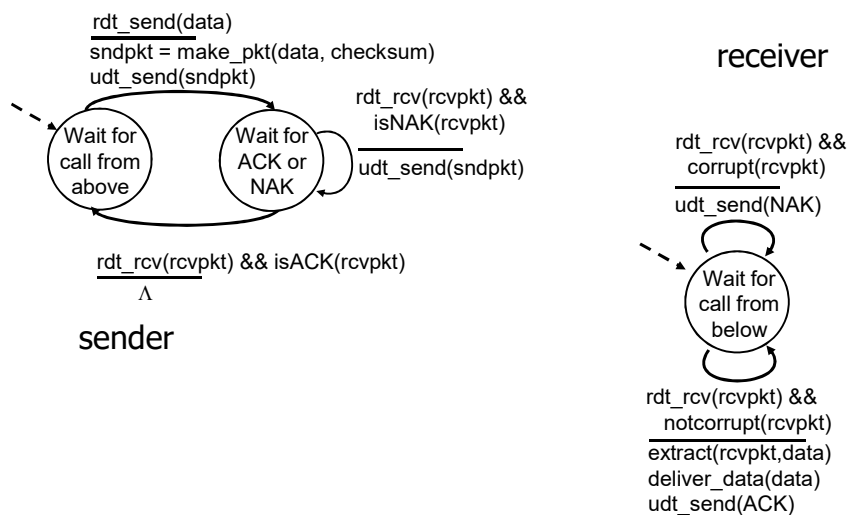 rdt_send(data)
sndpkt = make_pkt(data, checksum)
udt_send(sndpkt)
Wait for
call from
above
Wait for
ACK or
NAK
rdt_rcv(rcvpkt) &&
isNAK(rcvpkt)
udt_send(sndpkt)
rdt_rcv(rcvpkt) && isACK(rcvpkt)
Λ
sender
receiver
rdt_rcv(rcvpkt) &&
corrupt(rcvpkt)
udt_send(NAK)
Wait for
call from
below
rdt_rcv(rcvpkt) &&
notcorrupt(rcvpkt)
extract(rcvpkt,data)
deliver_data(data)
udt_send(ACK)